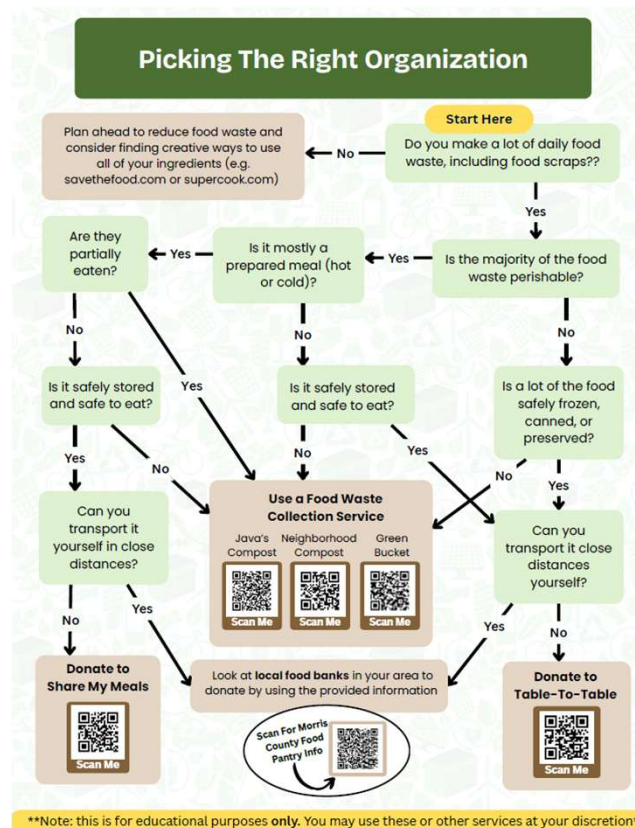 Picking The Right Organization
Start Here
Plan ahead to reduce food waste and
consider finding creative ways to use
all of your ingredients (e.g.
savethefood.com or supercook.com)
No
Do you make a lot of daily food
waste, including food scraps??
Yes
Are they
partially
eaten?
Yes
Is it mostly a
prepared meal (hot
or cold)?
Yes
Is the majority of the food
waste perishable?
No
Yes
No
No
Is it safely stored
and safe to eat?
Is it safely stored
and safe to eat?
Is a lot of the food
safely frozen,
canned, or
preserved?
Yes
No
No
Yes
No
Yes
Can you
transport it
yourself in close
distances?
Use a Food Waste
Collection Service
Java's
Compost
Scan Me
Neighborhood
Compost
Scan Me
Green
Bucket
Scan Me
Can you
transport it close
distances
yourself?
No
Yes
Yes
No
Donate to
Share My Meals
Scan Me
Look at local food banks in your area to
donate by using the provided information
Scan For Morris
County Food
Pantry Info
Donate to
Table-To-Table
Scan Me
**Note: this is for educational purposes only. You may use these or other services at your discretion